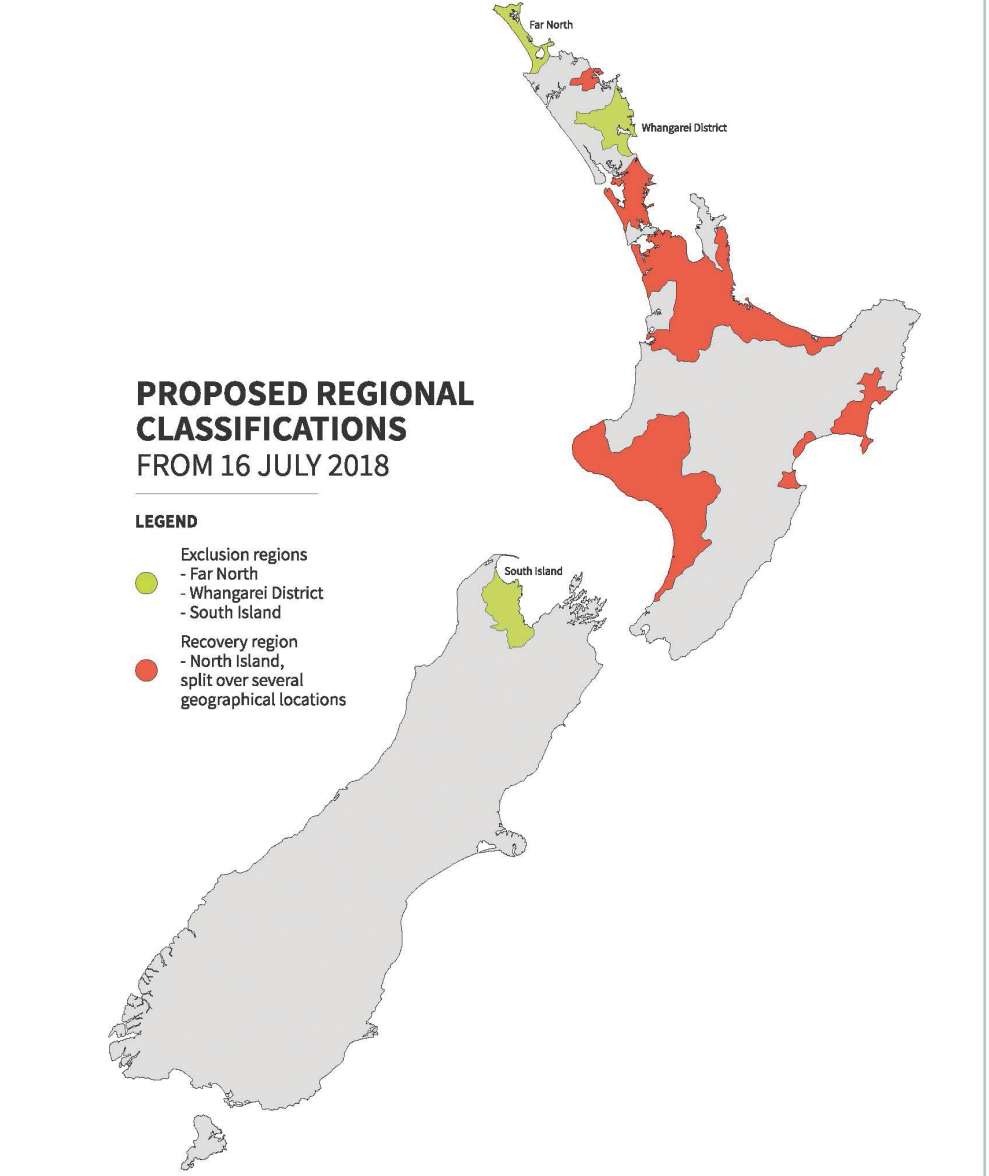 Far North
Whangarei District
PROPOSED REGIONAL
CLASSIFICATIONS
FROM 16 JULY 2018
LEGEND
Exclusion regions
- Far North
- Whangarei District
- South Island
Recovery region
- North Island,
split over several
geographical locations
South Island